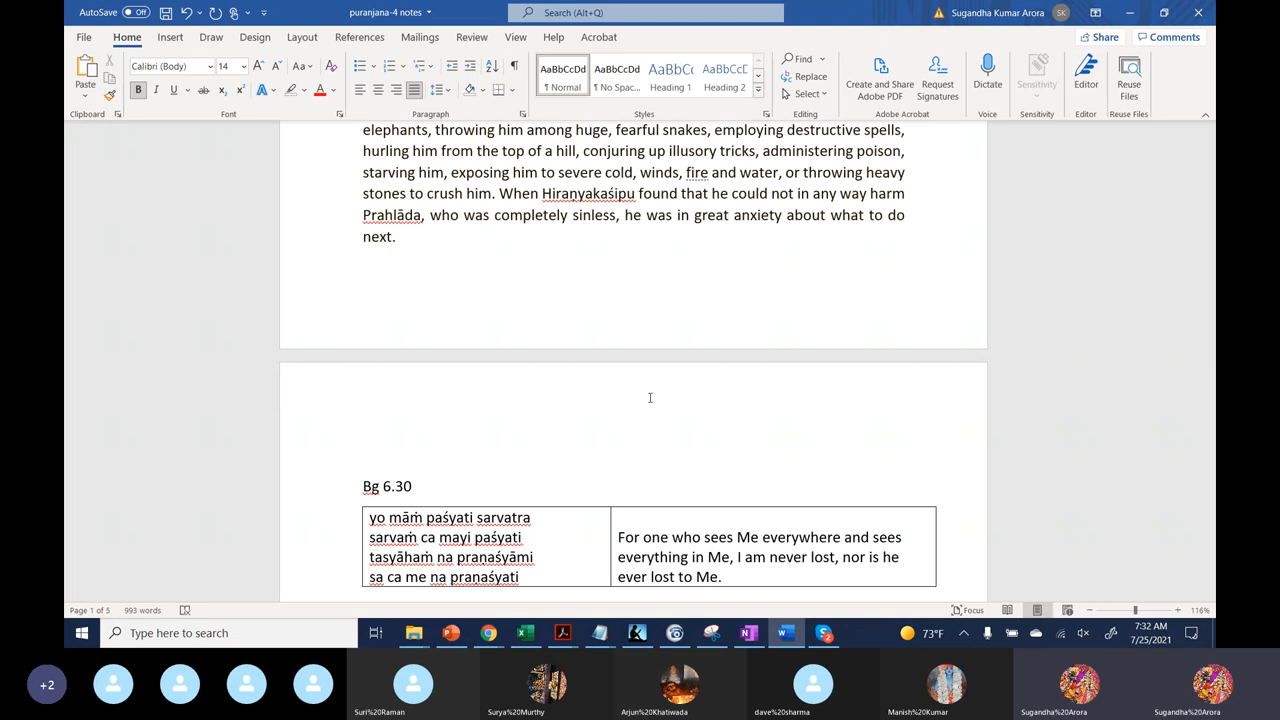 AutoSave Off puranjana-4 notes Search (Alt+Q) Sugandha Kumar Arora SK
File Home Insert Draw Design Layout References Mailings Review View Help Acrobat Share Comments
Calibri (Body) 14 Aa AaBbCcDd AaBbCcDd AaBbCc AaBbCcD Find
Paste B I U ab x₂ x² A A ¶ Normal ¶ No Spac... Heading 1 Heading 2 Replace Create and Share Request Dictate Sensitivity Editor Reuse
Select Adobe PDF Signatures Files
Clipboard Font Paragraph Styles Editing Adobe Acrobat Voice Sensitivity Editor Reuse Files
elephants, throwing him among huge, fearful snakes, employing destructive spells,
hurling him from the top of a hill, conjuring up illusory tricks, administering poison,
starving him, exposing him to severe cold, winds, fire and water, or throwing heavy
stones to crush him. When Hiraṇyakaśipu found that he could not in any way harm
Prahlāda, who was completely sinless, he was in great anxiety about what to do
next.
Bg 6.30
yo māṁ paśyati sarvatra
sarvaṁ ca mayi paśyati
tasyāhaṁ na praṇaśyāmi
sa ca me na praṇaśyati
For one who sees Me everywhere and sees
everything in Me, I am never lost, nor is he
ever lost to Me.
Page 1 of 5 993 words Focus 116%
Type here to search 73°F 7:32 AM
7/25/2021
+2
Suri%20Raman Surya%20Murthy Arjun%20Khatiwada dave%20sharma Manish%20Kumar Sugandha%20Arora Sugandha%20Arora